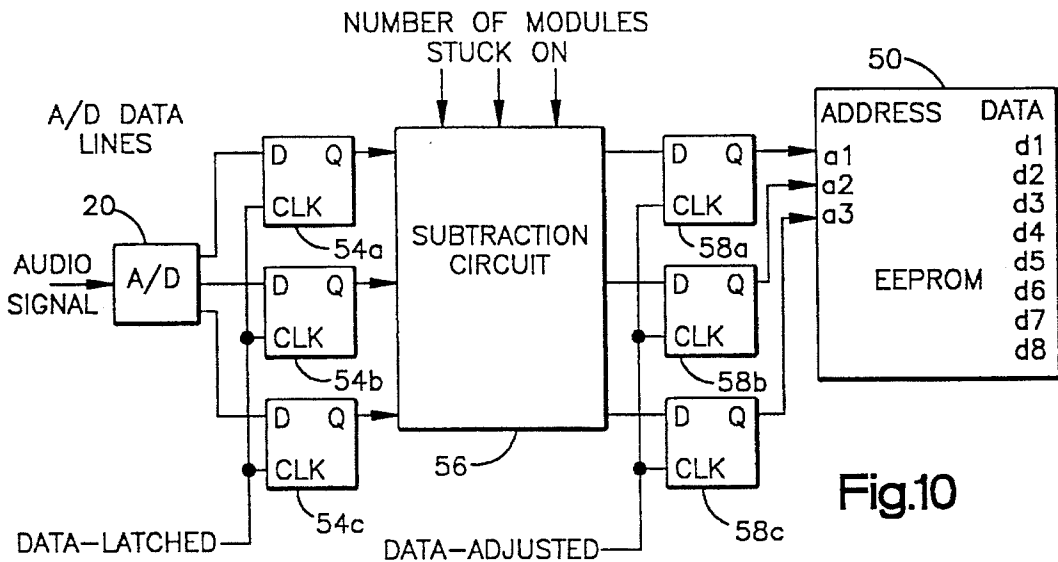 NUMBER OF MODULES
STUCK ON
50
A/D DATA
LINES
ADDRESS DATA
D Q
CLK
54a
D Q
CLK
58a
a1
a2
a3
d1
d2
d3
d4
d5
d6
d7
d8
EEPROM
20
AUDIO
SIGNAL
A/D
SUBTRACTION
CIRCUIT
D Q
CLK
54b
D Q
CLK
58b
D Q
CLK
54c
56
D Q
CLK
58c
Fig.10
DATA-LATCHED
DATA-ADJUSTED